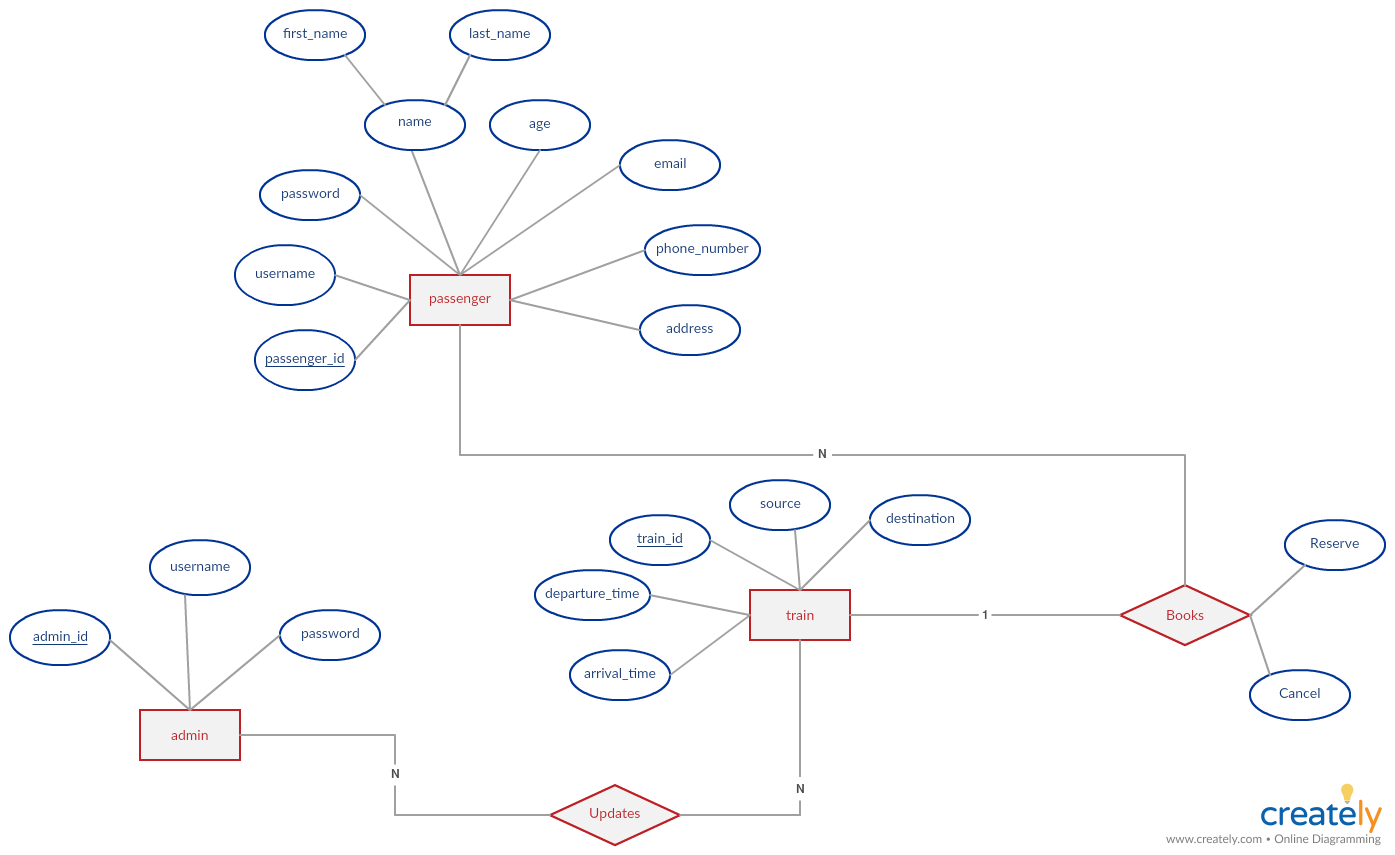 first_name
last_name
name
age
email
password
phone_number
username
passenger
address
passenger_id
N
source
destination
train_id
Reserve
username
departure_time
train
1
Books
admin_id
password
arrival_time
Cancel
admin
N
N
Updates
creately
www.creately.com • Online Diagramming